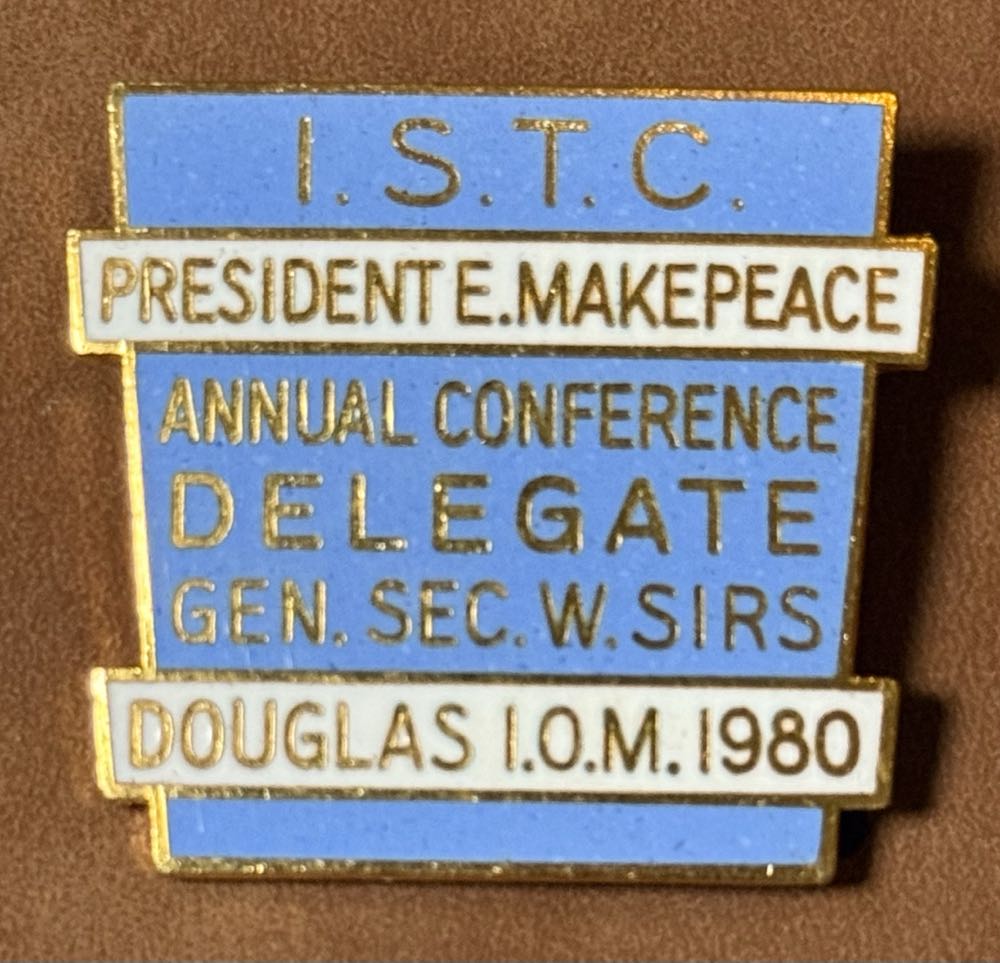 I. S. T. C.
PRESIDENT E. MAKEPEACE
ANNUAL CONFERENCE
DELEGATE
GEN. SEC. W. SIRS
DOUGLAS I.O.M. 1980